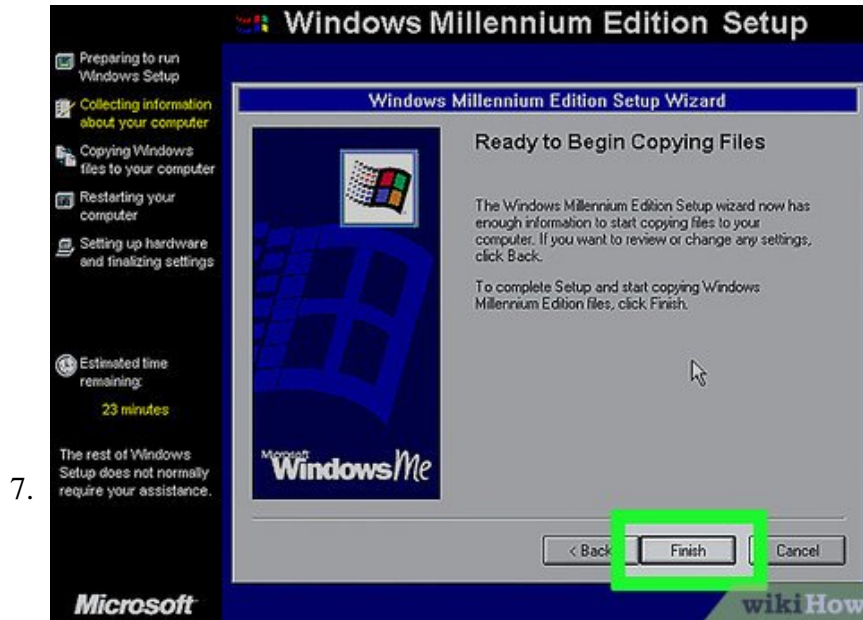 Windows Millennium Edition Setup
Preparing to run
Windows Setup
Collecting information
about your computer
Copying Windows
files to your computer
Restarting your
computer
Setting up hardware
and finalizing settings
Estimated time
remaining:
23 minutes
The rest of Windows
Setup does not normally
require your assistance.
7.
Microsoft
Windows Millennium Edition Setup Wizard
Microsoft
Windows Me
Ready to Begin Copying Files
The Windows Millennium Edition Setup wizard now has
enough information to start copying files to your
computer. If you want to review or change any settings,
click Back.
To complete Setup and start copying Windows
Millennium Edition files, click Finish.
< Back Finish Cancel
wikiHow